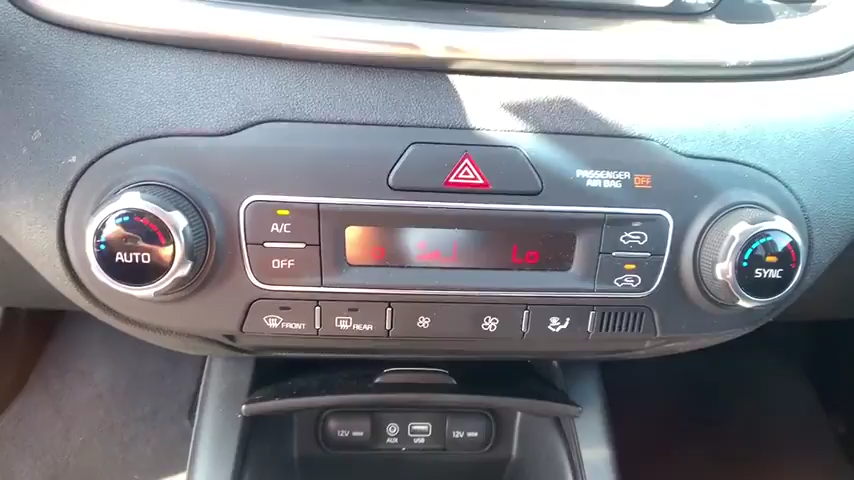 PASSENGER
AIR BAG OFF
A/C
AUTO
OFF
Lo
SYNC
FRONT
REAR
12V
AUX
USB
12V